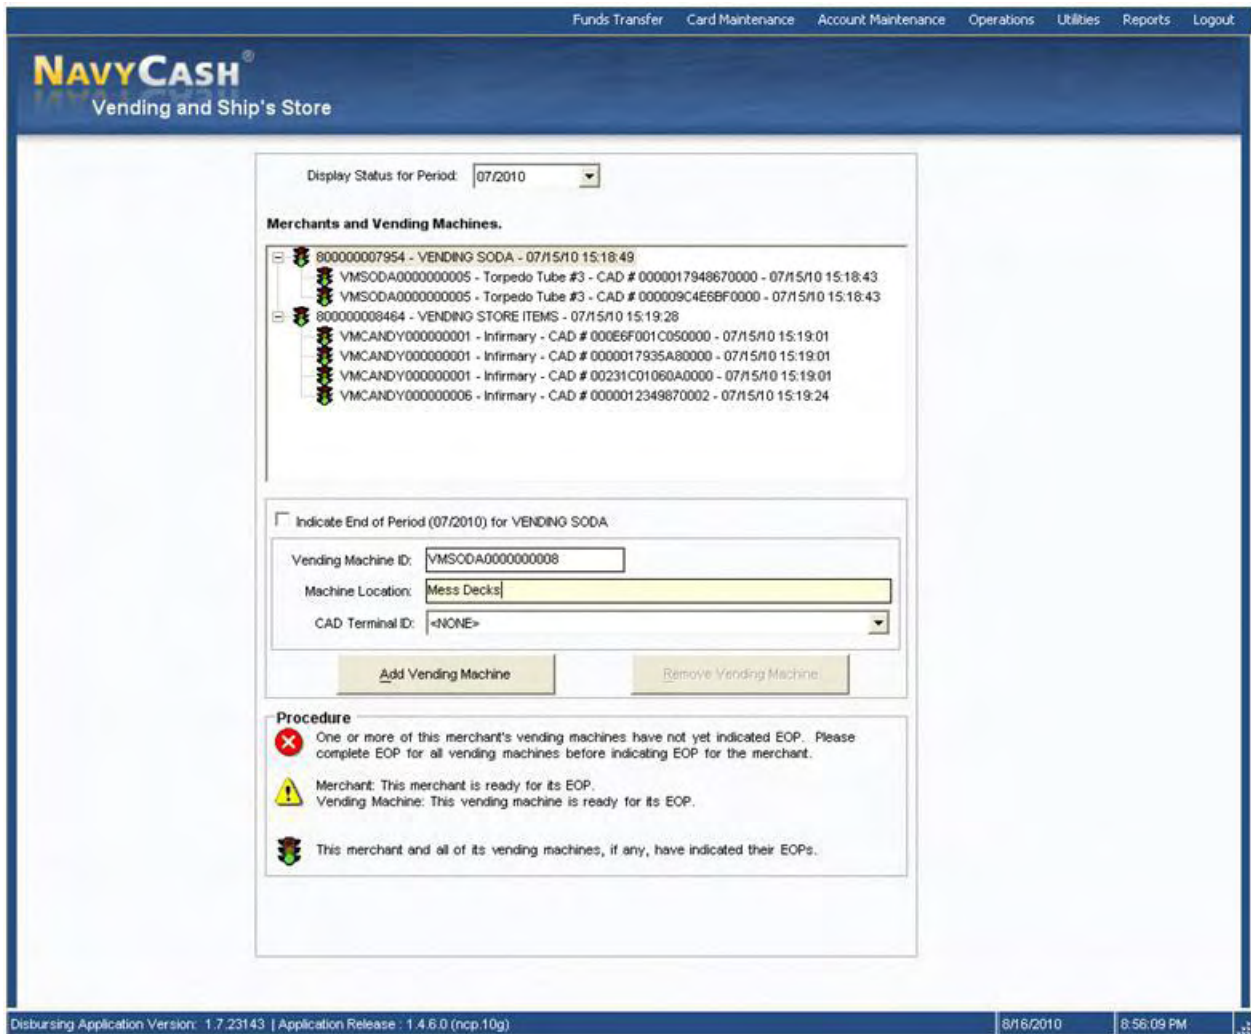 Funds Transfer Card Maintenance Account Maintenance Operations Utilities Reports Logout
NAVYCASH®
Vending and Ship's Store
Display Status for Period: 07/2010
Merchants and Vending Machines.
800000007954 - VENDING SODA - 07/15/10 15:18:49
VMSODA0000000005 - Torpedo Tube #3 - CAD # 0000017948670000 - 07/15/10 15:18:43
VMSODA0000000005 - Torpedo Tube #3 - CAD # 000009C4E6BF0000 - 07/15/10 15:18:43
800000008464 - VENDING STORE ITEMS - 07/15/10 15:19:28
VMCANDY000000001 - Infirmary - CAD # 000E6F001C050000 - 07/15/10 15:19:01
VMCANDY000000001 - Infirmary - CAD # 0000017935A80000 - 07/15/10 15:19:01
VMCANDY000000001 - Infirmary - CAD # 00231C01060A0000 - 07/15/10 15:19:01
VMCANDY000000006 - Infirmary - CAD # 0000012349870002 - 07/15/10 15:19:24
Indicate End of Period (07/2010) for VENDING SODA
Vending Machine ID: VMSODA0000000008
Machine Location: Mess Decks
CAD Terminal ID: <NONE>
Add Vending Machine Remove Vending Machine
Procedure
One or more of this merchant's vending machines have not yet indicated EOP. Please
complete EOP for all vending machines before indicating EOP for the merchant.
Merchant: This merchant is ready for its EOP.
Vending Machine: This vending machine is ready for its EOP.
This merchant and all of its vending machines, if any, have indicated their EOPs.
Disbursing Application Version: 1.7.23143 | Application Release : 1.4.6.0 (ncp.10g) 8/16/2010 8:56:09 PM